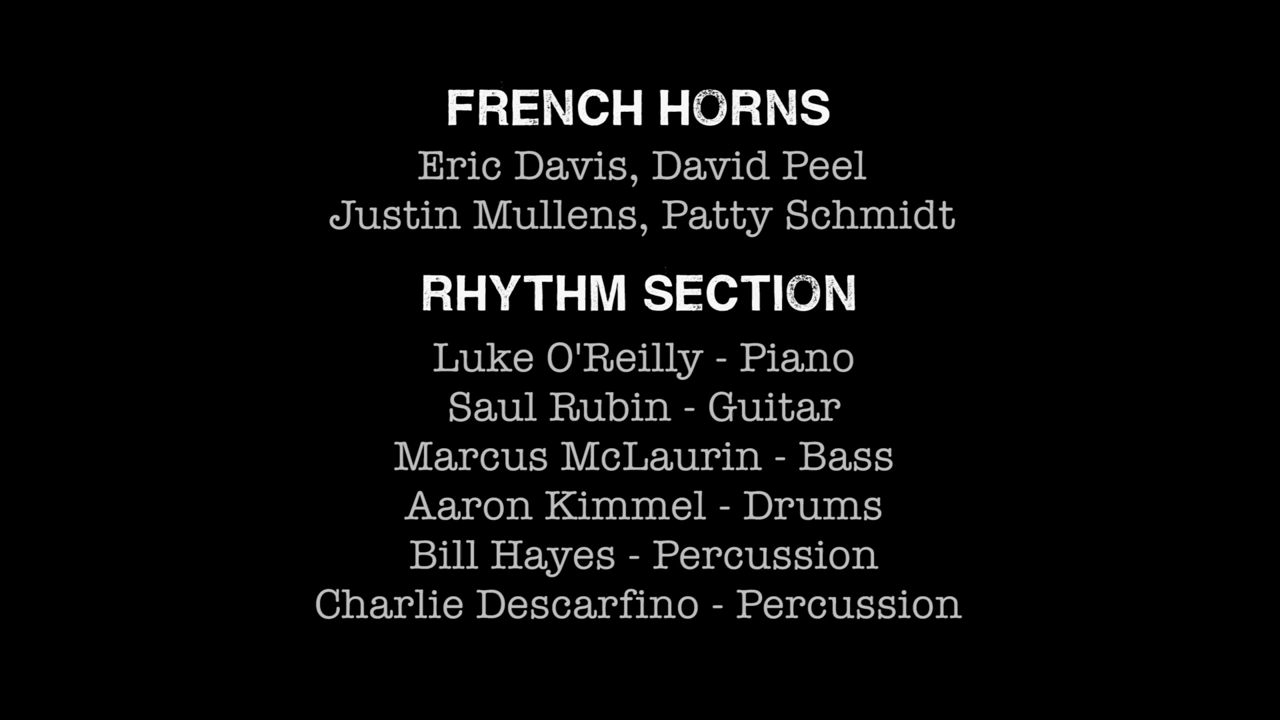 FRENCH HORNS
Eric Davis, David Peel
Justin Mullens, Patty Schmidt
RHYTHM SECTION
Luke O'Reilly - Piano
Saul Rubin - Guitar
Marcus McLaurin - Bass
Aaron Kimmel - Drums
Bill Hayes - Percussion
Charlie Descarfino - Percussion